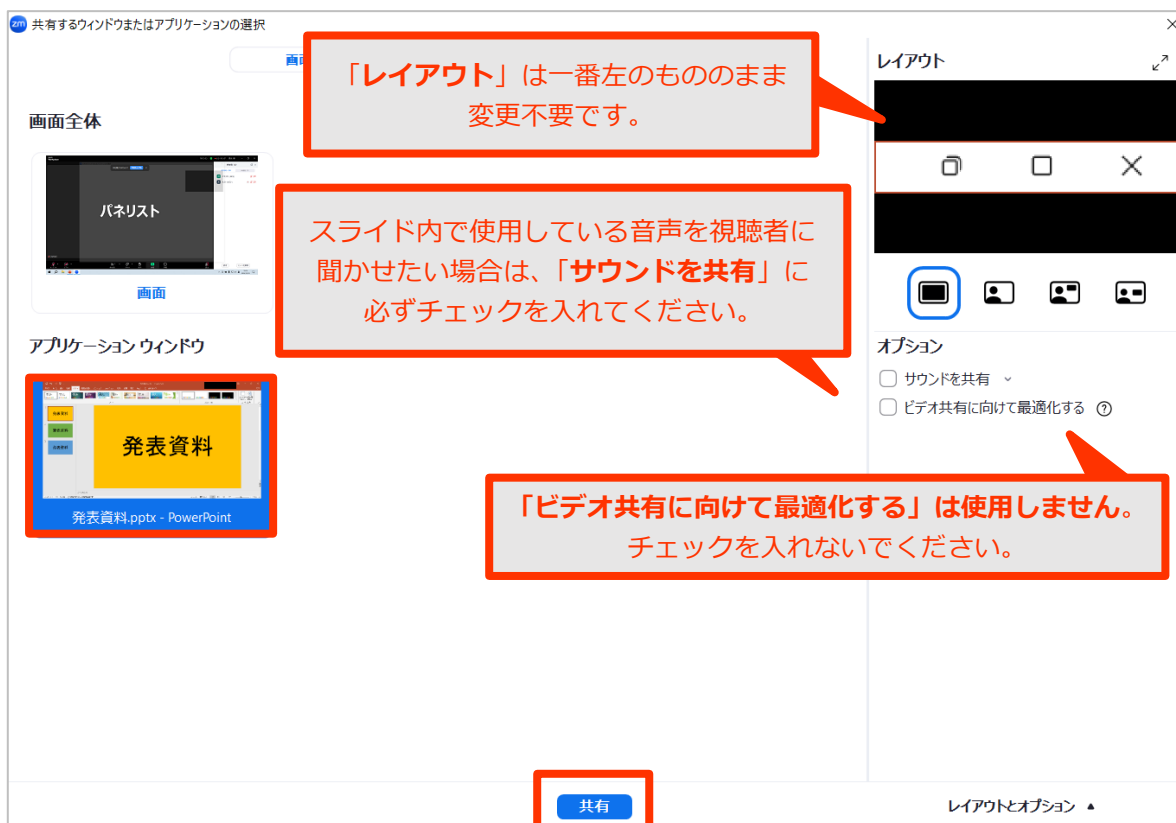 zm 共有するウィンドウまたはアプリケーションの選択
画面全体
パネリスト
画面
アプリケーション ウィンドウ
発表資料
発表資料.pptx - PowerPoint
「レイアウト」は一番左のもののまま
変更不要です。
スライド内で使用している音声を視聴者に
聞かせたい場合は、「サウンドを共有」に
必ずチェックを入れてください。
レイアウト
オプション
サウンドを共有
ビデオ共有に向けて最適化する ?
「ビデオ共有に向けて最適化する」は使用しません。
チェックを入れないでください。
共有
レイアウトとオプション ▲